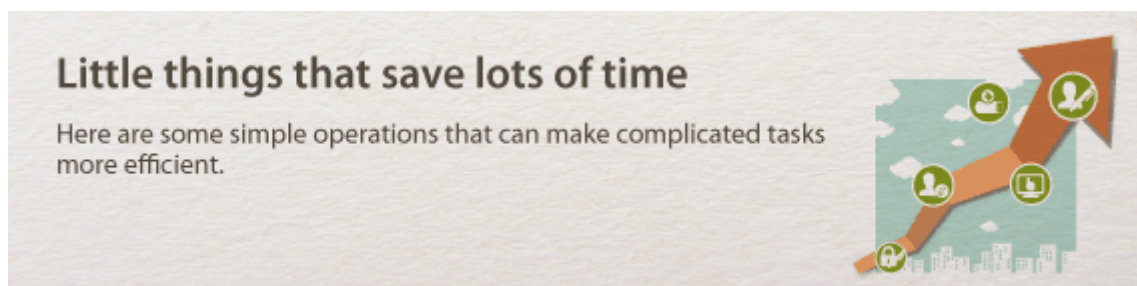 Little things that save lots of time
Here are some simple operations that can make complicated tasks
more efficient.